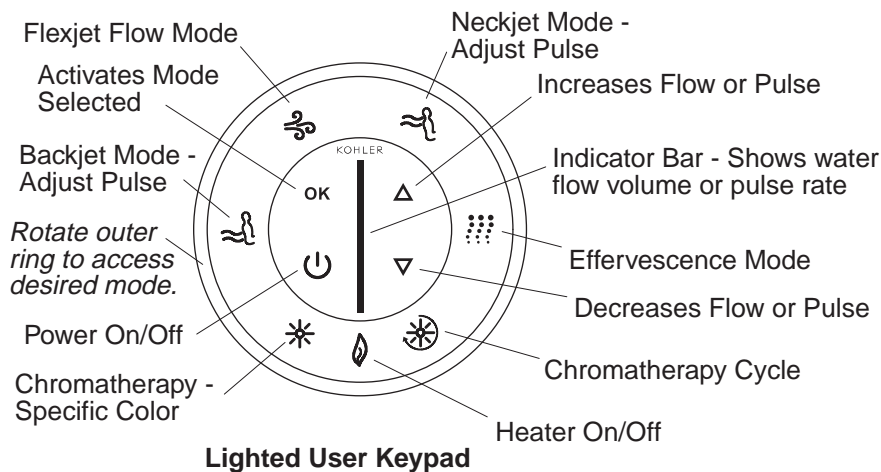 Flexjet Flow Mode
Neckjet Mode -
Adjust Pulse
Activates Mode
Selected
Increases Flow or Pulse
Backjet Mode -
Adjust Pulse
KOHLER
OK
Indicator Bar - Shows water
flow volume or pulse rate
Rotate outer
ring to access
desired mode.
Effervescence Mode
Decreases Flow or Pulse
Power On/Off
Chromatherapy Cycle
Chromatherapy -
Specific Color
Heater On/Off
Lighted User Keypad